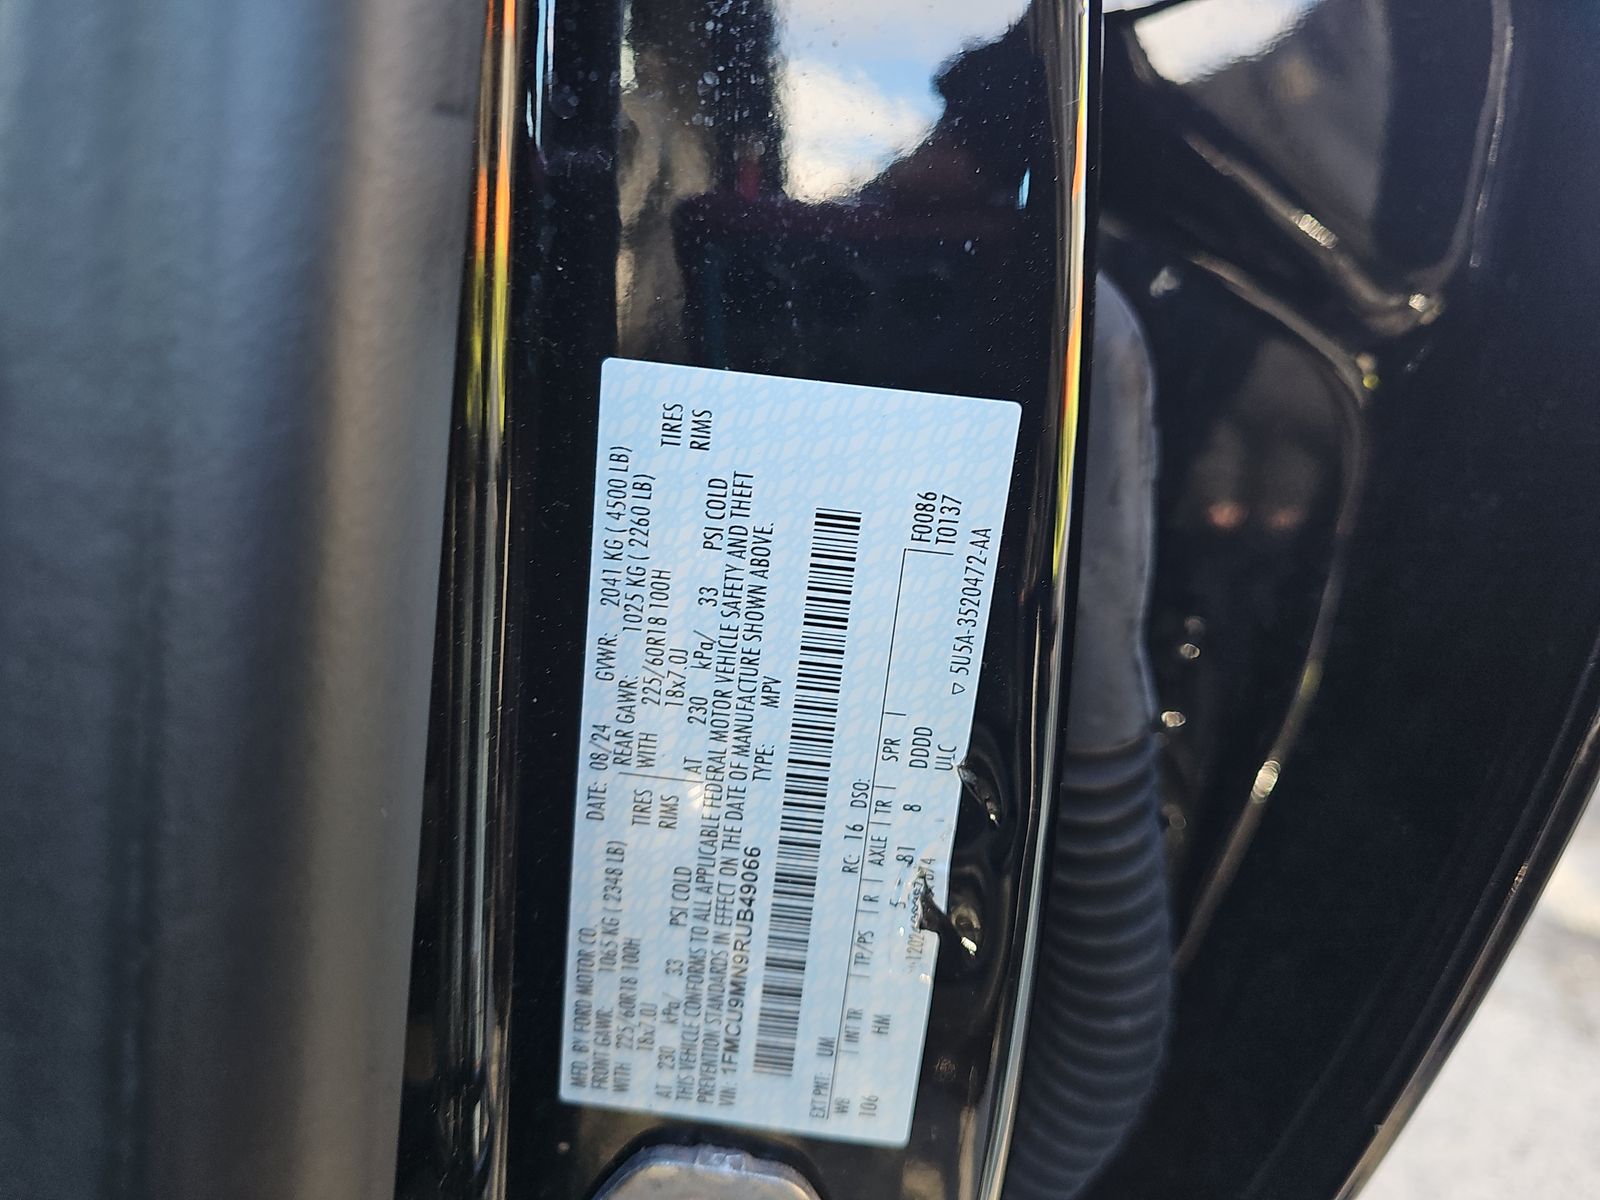 MFD. BY FORD MOTOR CO.
DATE: 08/24 GVWR: 2041 KG ( 4500 LB)
FRONT GAWR: 1065 KG ( 2348 LB) REAR GAWR: 1025 KG ( 2260 LB)
WITH 225/60R18 100H TIRES WITH 225/60R18 100H TIRES
18x7.0J RIMS 18x7.0J RIMS
AT 230 kPa/ 33 PSI COLD AT 230 kPa/ 33 PSI COLD
THIS VEHICLE CONFORMS TO ALL APPLICABLE FEDERAL MOTOR VEHICLE SAFETY AND THEFT
PREVENTION STANDARDS IN EFFECT ON THE DATE OF MANUFACTURE SHOWN ABOVE.
VIN: 1FMCU9MN9RUB49066 TYPE: MPV
EXT PNT: UM RC: 16 DSO:
WB INT TR TP/PS R AXLE TR SPR
106 HM 5 81 8 DDDD
F0086
T0137
ULC
▽ 5U5A-3520472-AA